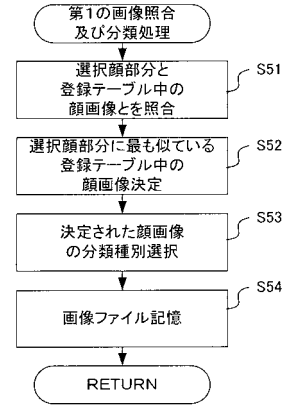 第1の画像照合
及び分類処理
選択顔部分と
登録テーブル中の
顔画像とを照合
S51
選択顔部分に最も似ている
登録テーブル中の
顔画像決定
S52
決定された顔画像
の分類種別選択
S53
画像ファイル記憶
S54
RETURN